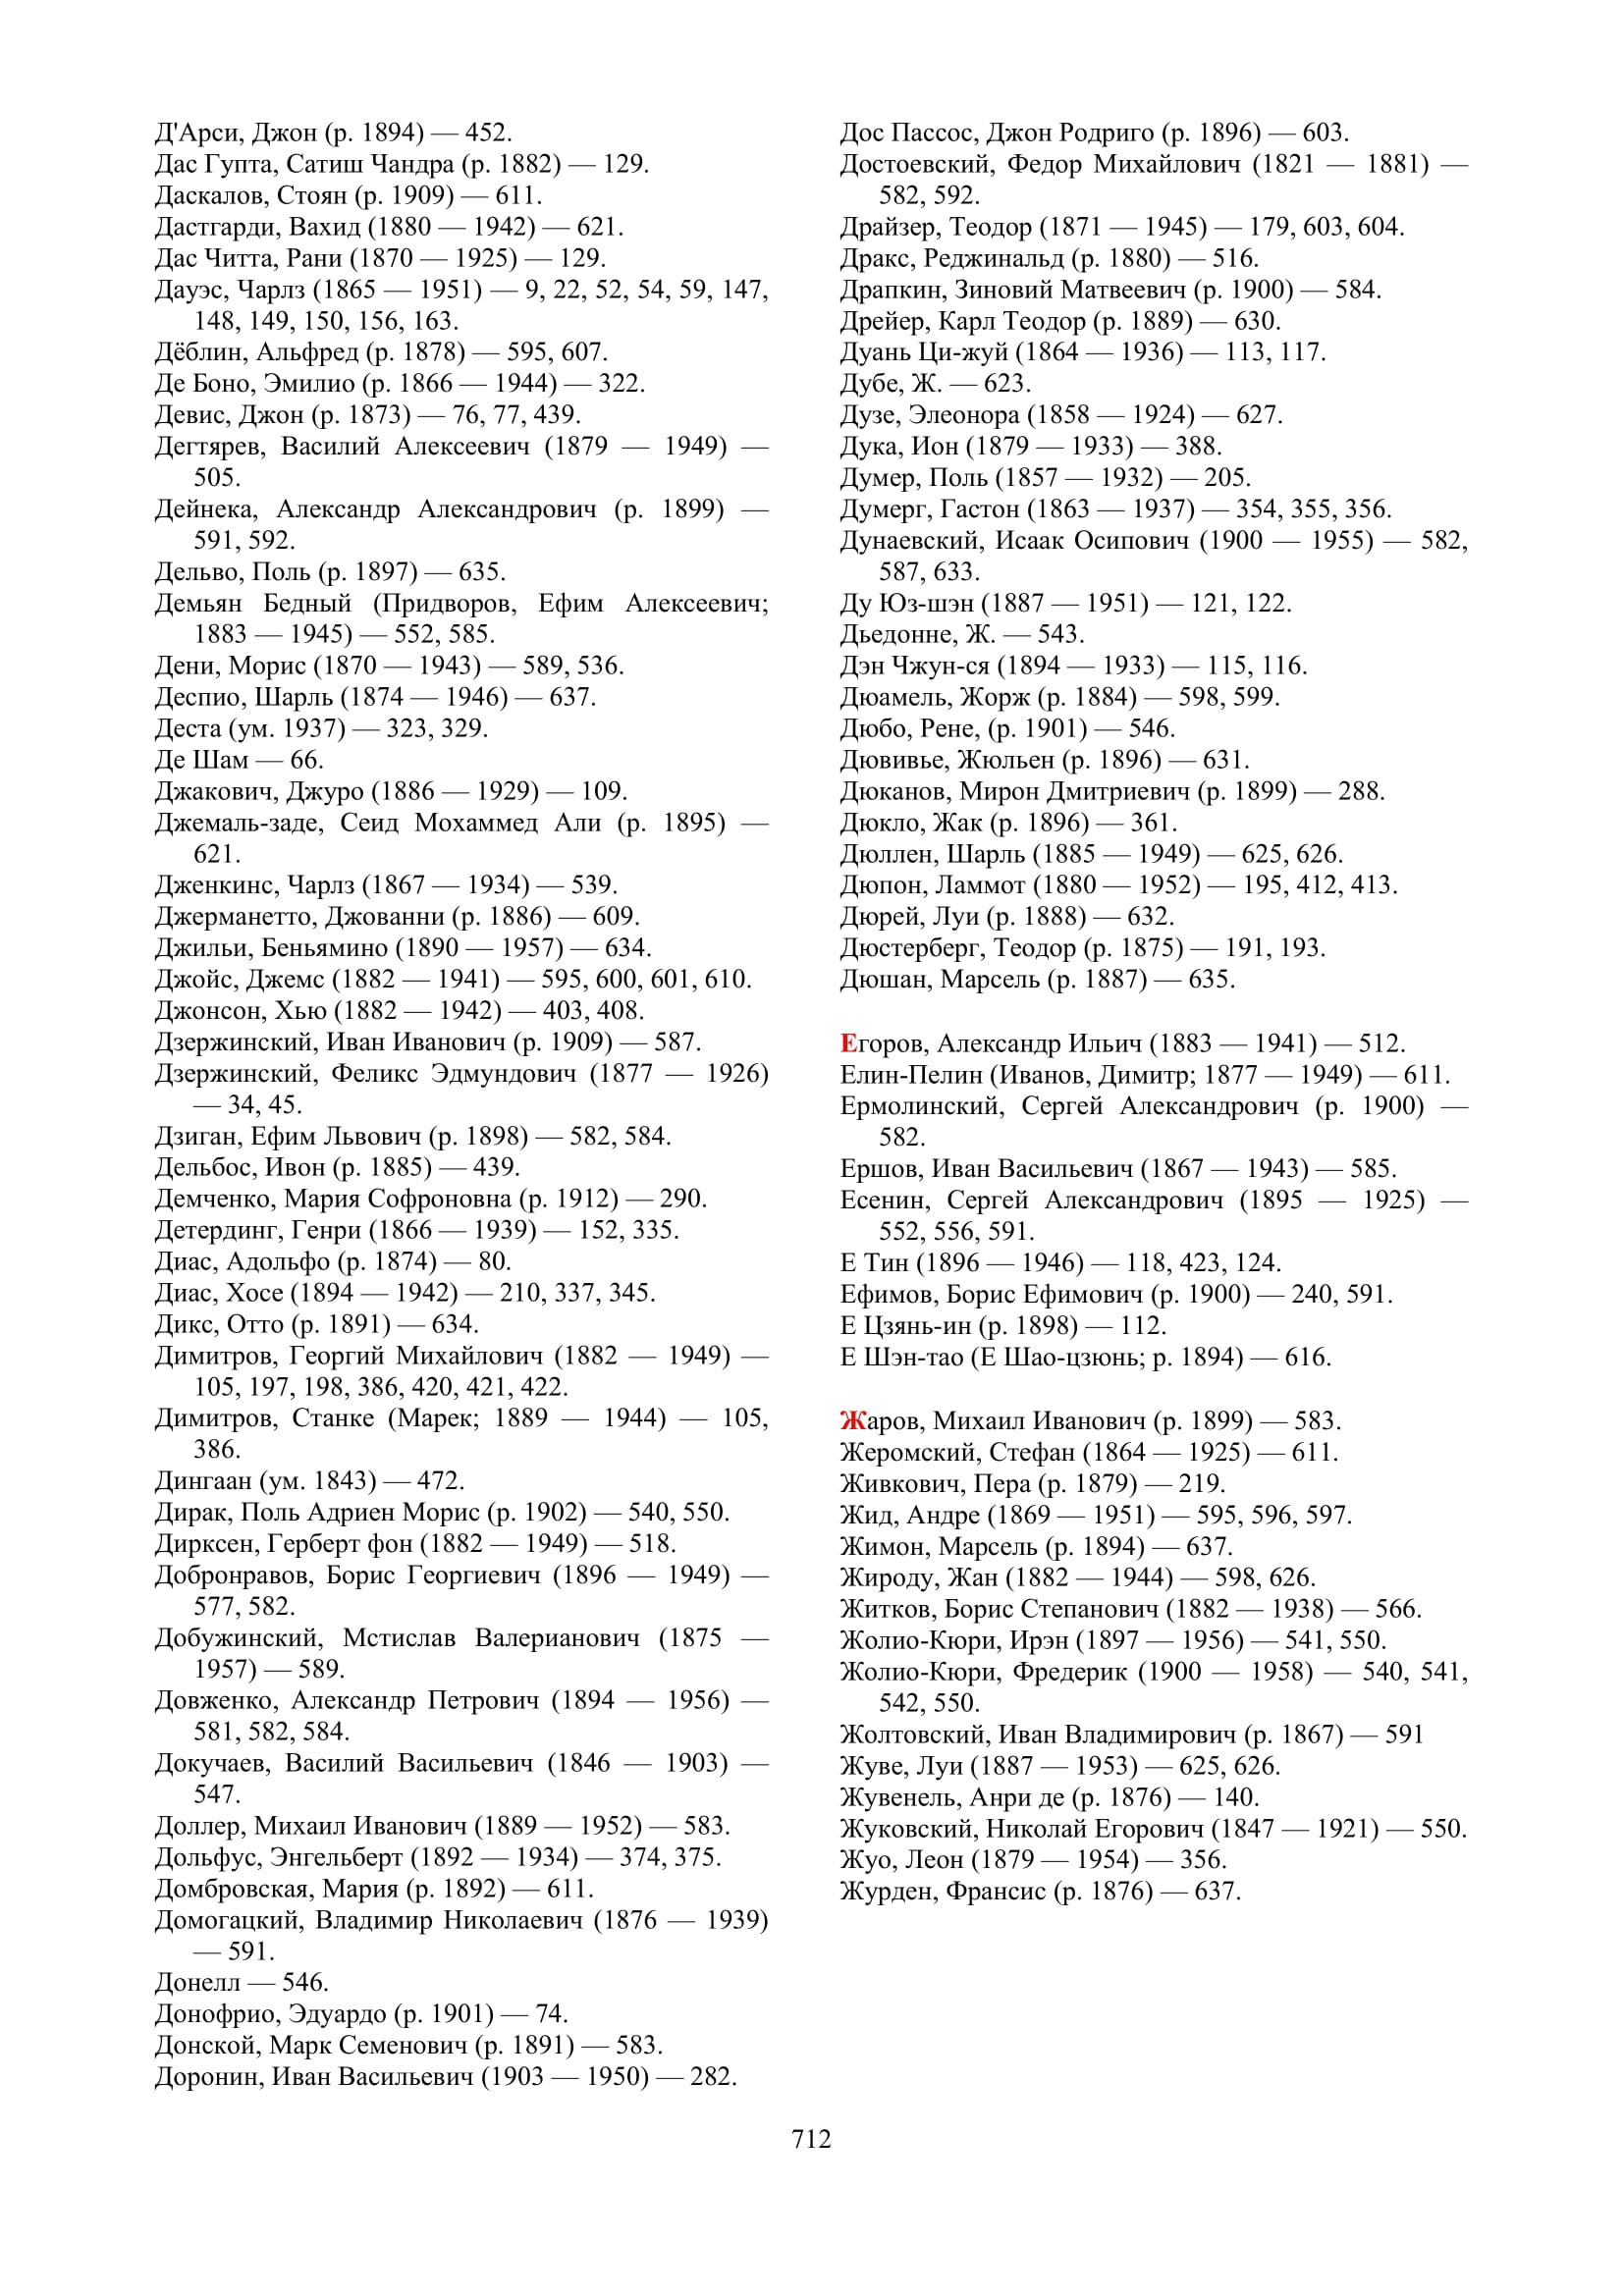 Д'Арси, Джон (р. 1894) — 452.
Дас Гупта, Сатиш Чандра (р. 1882) — 129.
Даскалов, Стоян (р. 1909) — 611.
Дастгарди, Вахид (1880 — 1942) — 621.
Дас Читта, Рани (1870 — 1925) — 129.
Дауэс, Чарлз (1865 — 1951) — 9, 22, 52, 54, 59, 147,
148, 149, 150, 156, 163.
Дёблин, Альфред (р. 1878) — 595, 607.
Де Боно, Эмилио (р. 1866 — 1944) — 322.
Девис, Джон (р. 1873) — 76, 77, 439.
Дегтярев, Василий Алексеевич (1879 — 1949) —
505.
Дейнека, Александр Александрович (р. 1899) —
591, 592.
Дельво, Поль (р. 1897) — 635.
Демьян Бедный (Придворов, Ефим Алексеевич;
1883 — 1945) — 552, 585.
Дени, Морис (1870 — 1943) — 589, 536.
Деспио, Шарль (1874 — 1946) — 637.
Деста (ум. 1937) — 323, 329.
Де Шам — 66.
Джакович, Джуро (1886 — 1929) — 109.
Джемаль-заде, Сеид Мохаммед Али (р. 1895) —
621.
Дженкинс, Чарлз (1867 — 1934) — 539.
Джерманетто, Джованни (р. 1886) — 609.
Джильи, Беньямино (1890 — 1957) — 634.
Джойс, Джемс (1882 — 1941) — 595, 600, 601, 610.
Джонсон, Хью (1882 — 1942) — 403, 408.
Дзержинский, Иван Иванович (р. 1909) — 587.
Дзержинский, Феликс Эдмундович (1877 — 1926)
— 34, 45.
Дзиган, Ефим Львович (р. 1898) — 582, 584.
Дельбос, Ивон (р. 1885) — 439.
Демченко, Мария Софроновна (р. 1912) — 290.
Детердинг, Генри (1866 — 1939) — 152, 335.
Диас, Адольфо (р. 1874) — 80.
Диас, Хосе (1894 — 1942) — 210, 337, 345.
Дикс, Отто (р. 1891) — 634.
Димитров, Георгий Михайлович (1882 — 1949) —
105, 197, 198, 386, 420, 421, 422.
Димитров, Станке (Марек; 1889 — 1944) — 105,
386.
Дингаан (ум. 1843) — 472.
Дирак, Поль Адриен Морис (р. 1902) — 540, 550.
Дирксен, Герберт фон (1882 — 1949) — 518.
Добронравов, Борис Георгиевич (1896 — 1949) —
577, 582.
Добужинский, Мстислав Валерианович (1875 —
1957) — 589.
Довженко, Александр Петрович (1894 — 1956) —
581, 582, 584.
Докучаев, Василий Васильевич (1846 — 1903) —
547.
Доллер, Михаил Иванович (1889 — 1952) — 583.
Дольфус, Энгельберт (1892 — 1934) — 374, 375.
Домбровская, Мария (р. 1892) — 611.
Домогацкий, Владимир Николаевич (1876 — 1939)
— 591.
Донелл — 546.
Донофрио, Эдуардо (р. 1901) — 74.
Донской, Марк Семенович (р. 1891) — 583.
Доронин, Иван Васильевич (1903 — 1950) — 282.
Дос Пассос, Джон Родриго (р. 1896) — 603.
Достоевский, Федор Михайлович (1821 — 1881) —
582, 592.
Драйзер, Теодор (1871 — 1945) — 179, 603, 604.
Дракс, Реджинальд (р. 1880) — 516.
Драпкин, Зиновий Матвеевич (р. 1900) — 584.
Дрейер, Карл Теодор (р. 1889) — 630.
Дуань Ци-жуй (1864 — 1936) — 113, 117.
Дубе, Ж. — 623.
Дузе, Элеонора (1858 — 1924) — 627.
Дука, Ион (1879 — 1933) — 388.
Думер, Поль (1857 — 1932) — 205.
Думерг, Гастон (1863 — 1937) — 354, 355, 356.
Дунаевский, Исаак Осипович (1900 — 1955) — 582,
587, 633.
Ду Юэ-шэн (1887 — 1951) — 121, 122.
Дьедонне, Ж. — 543.
Дэн Чжун-ся (1894 — 1933) — 115, 116.
Дюамель, Жорж (р. 1884) — 598, 599.
Дюбо, Рене, (р. 1901) — 546.
Дювивье, Жюльен (р. 1896) — 631.
Дюканов, Мирон Дмитриевич (р. 1899) — 288.
Дюкло, Жак (р. 1896) — 361.
Дюллен, Шарль (1885 — 1949) — 625, 626.
Дюпон, Ламмот (1880 — 1952) — 195, 412, 413.
Дюрей, Луи (р. 1888) — 632.
Дюстерберг, Теодор (р. 1875) — 191, 193.
Дюшан, Марсель (р. 1887) — 635.
Егоров, Александр Ильич (1883 — 1941) — 512.
Елин-Пелин (Иванов, Димитр; 1877 — 1949) — 611.
Ермолинский, Сергей Александрович (р. 1900) —
582.
Ершов, Иван Васильевич (1867 — 1943) — 585.
Есенин, Сергей Александрович (1895 — 1925) —
552, 556, 591.
Е Тин (1896 — 1946) — 118, 423, 124.
Ефимов, Борис Ефимович (р. 1900) — 240, 591.
Е Цзянь-ин (р. 1898) — 112.
Е Шэн-тао (Е Шао-цзюнь; р. 1894) — 616.
Жаров, Михаил Иванович (р. 1899) — 583.
Жеромский, Стефан (1864 — 1925) — 611.
Живкович, Пера (р. 1879) — 219.
Жид, Андре (1869 — 1951) — 595, 596, 597.
Жимон, Марсель (р. 1894) — 637.
Жироду, Жан (1882 — 1944) — 598, 626.
Житков, Борис Степанович (1882 — 1938) — 566.
Жолио-Кюри, Ирэн (1897 — 1956) — 541, 550.
Жолио-Кюри, Фредерик (1900 — 1958) — 540, 541,
542, 550.
Жолтовский, Иван Владимирович (р. 1867) — 591
Жуве, Луи (1887 — 1953) — 625, 626.
Жувенель, Анри де (р. 1876) — 140.
Жуковский, Николай Егорович (1847 — 1921) — 550.
Жуо, Леон (1879 — 1954) — 356.
Журден, Франсис (р. 1876) — 637.
712